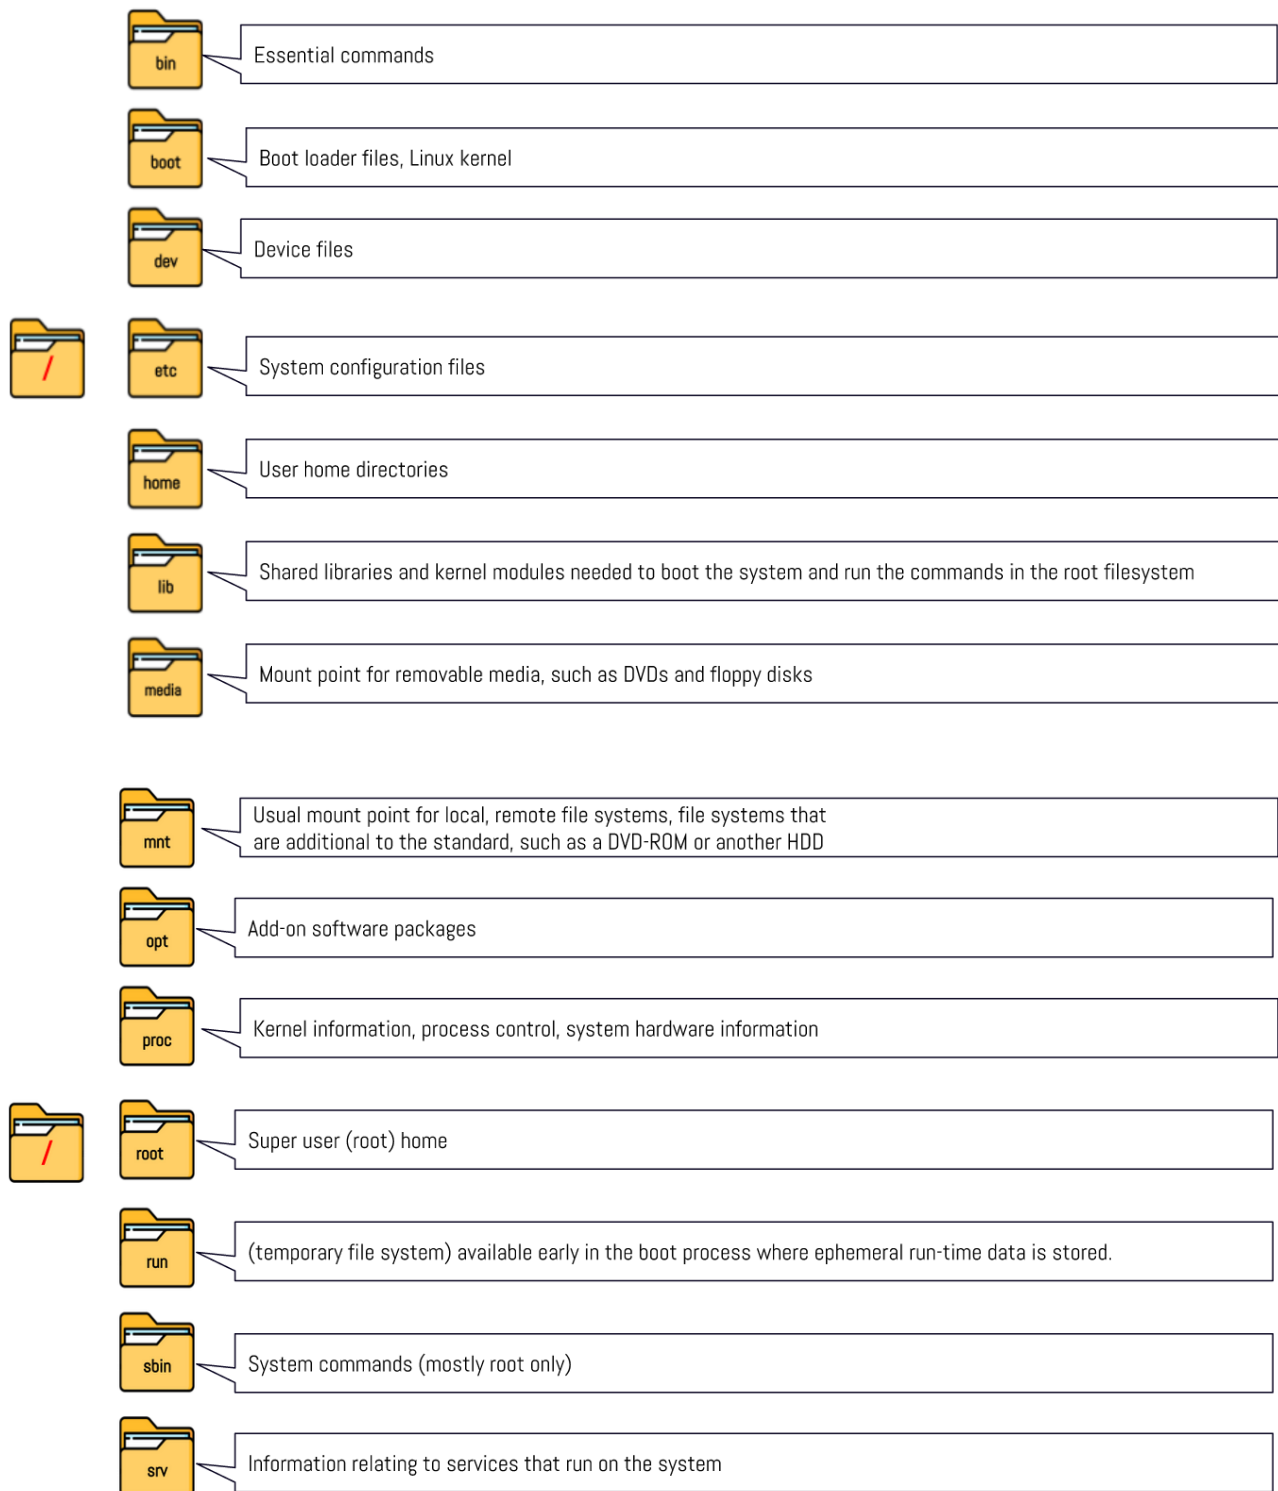 bin
Essential commands
boot
Boot loader files, Linux kernel
dev
Device files
/
etc
System configuration files
home
User home directories
lib
Shared libraries and kernel modules needed to boot the system and run the commands in the root filesystem
media
Mount point for removable media, such as DVDs and floppy disks
mnt
Usual mount point for local, remote file systems, file systems that
are additional to the standard, such as a DVD-ROM or another HDD
opt
Add-on software packages
proc
Kernel information, process control, system hardware information
/
root
Super user (root) home
run
(temporary file system) available early in the boot process where ephemeral run-time data is stored.
sbin
System commands (mostly root only)
srv
Information relating to services that run on the system